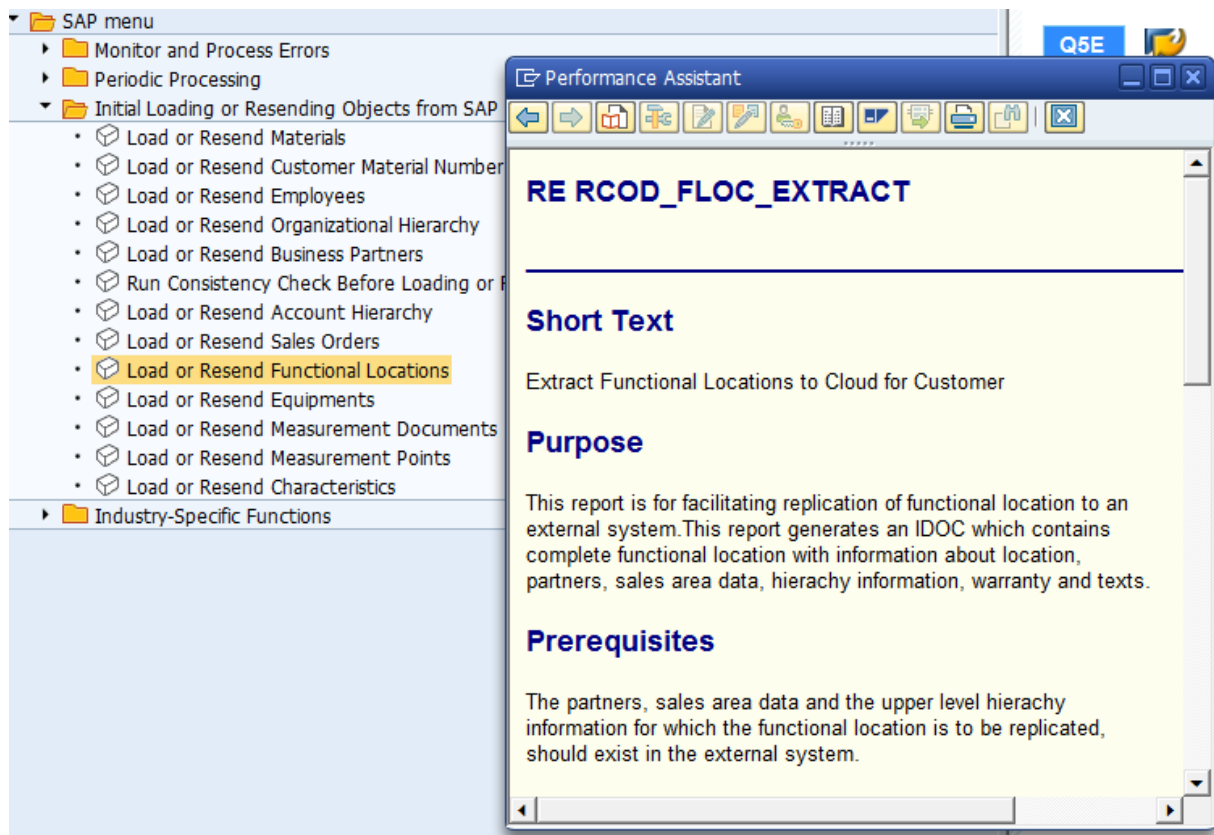 SAP menu
Monitor and Process Errors
Periodic Processing
Initial Loading or Resending Objects from SAP
Load or Resend Materials
Load or Resend Customer Material Number
Load or Resend Employees
Load or Resend Organizational Hierarchy
Load or Resend Business Partners
Run Consistency Check Before Loading or
Load or Resend Account Hierarchy
Load or Resend Sales Orders
Load or Resend Functional Locations
Load or Resend Equipments
Load or Resend Measurement Documents
Load or Resend Measurement Points
Load or Resend Characteristics
Industry-Specific Functions
Q5E
Performance Assistant
RE RCOD_FLOC_EXTRACT
Short Text
Extract Functional Locations to Cloud for Customer
Purpose
This report is for facilitating replication of functional location to an
external system.This report generates an IDOC which contains
complete functional location with information about location,
partners, sales area data, hierachy information, warranty and texts.
Prerequisites
The partners, sales area data and the upper level hierachy
information for which the functional location is to be replicated,
should exist in the external system.